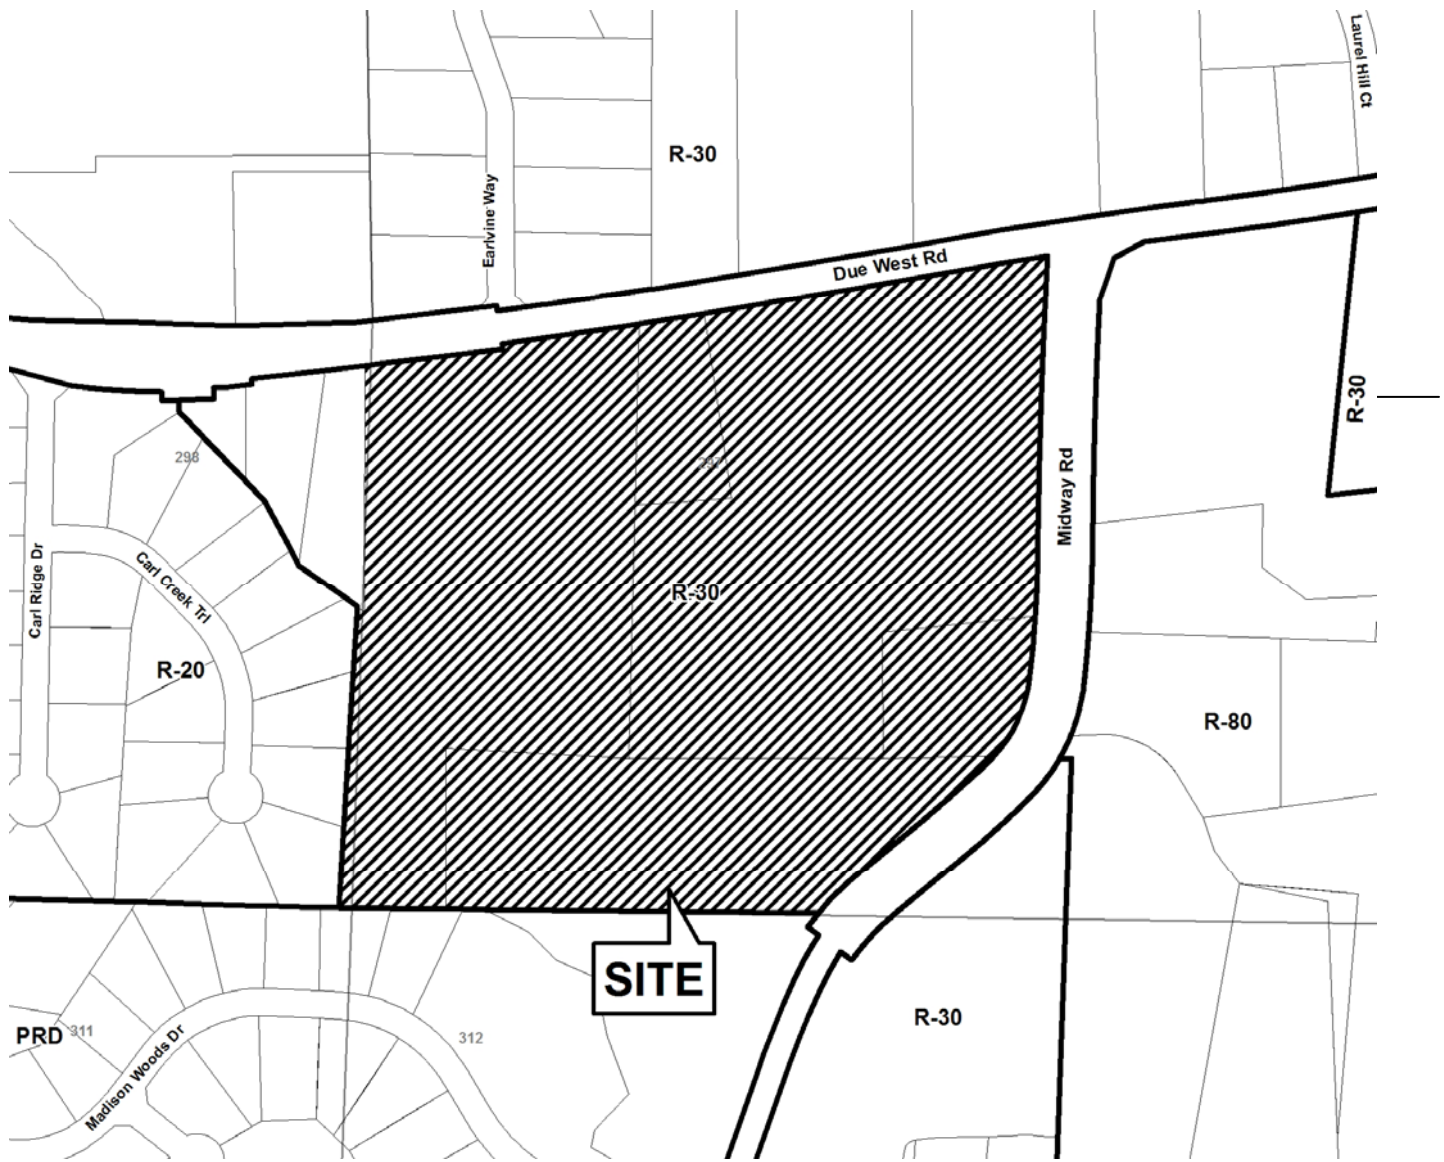 Laurel Hill Ct
R-30
Earlvine Way
Due West Rd
R-30
298
297
Midway Rd
Carl Ridge Dr
Carl Creek Trl
R-30
R-20
R-80
SITE
R-30
PRD
311
312
Madison Woods Dr